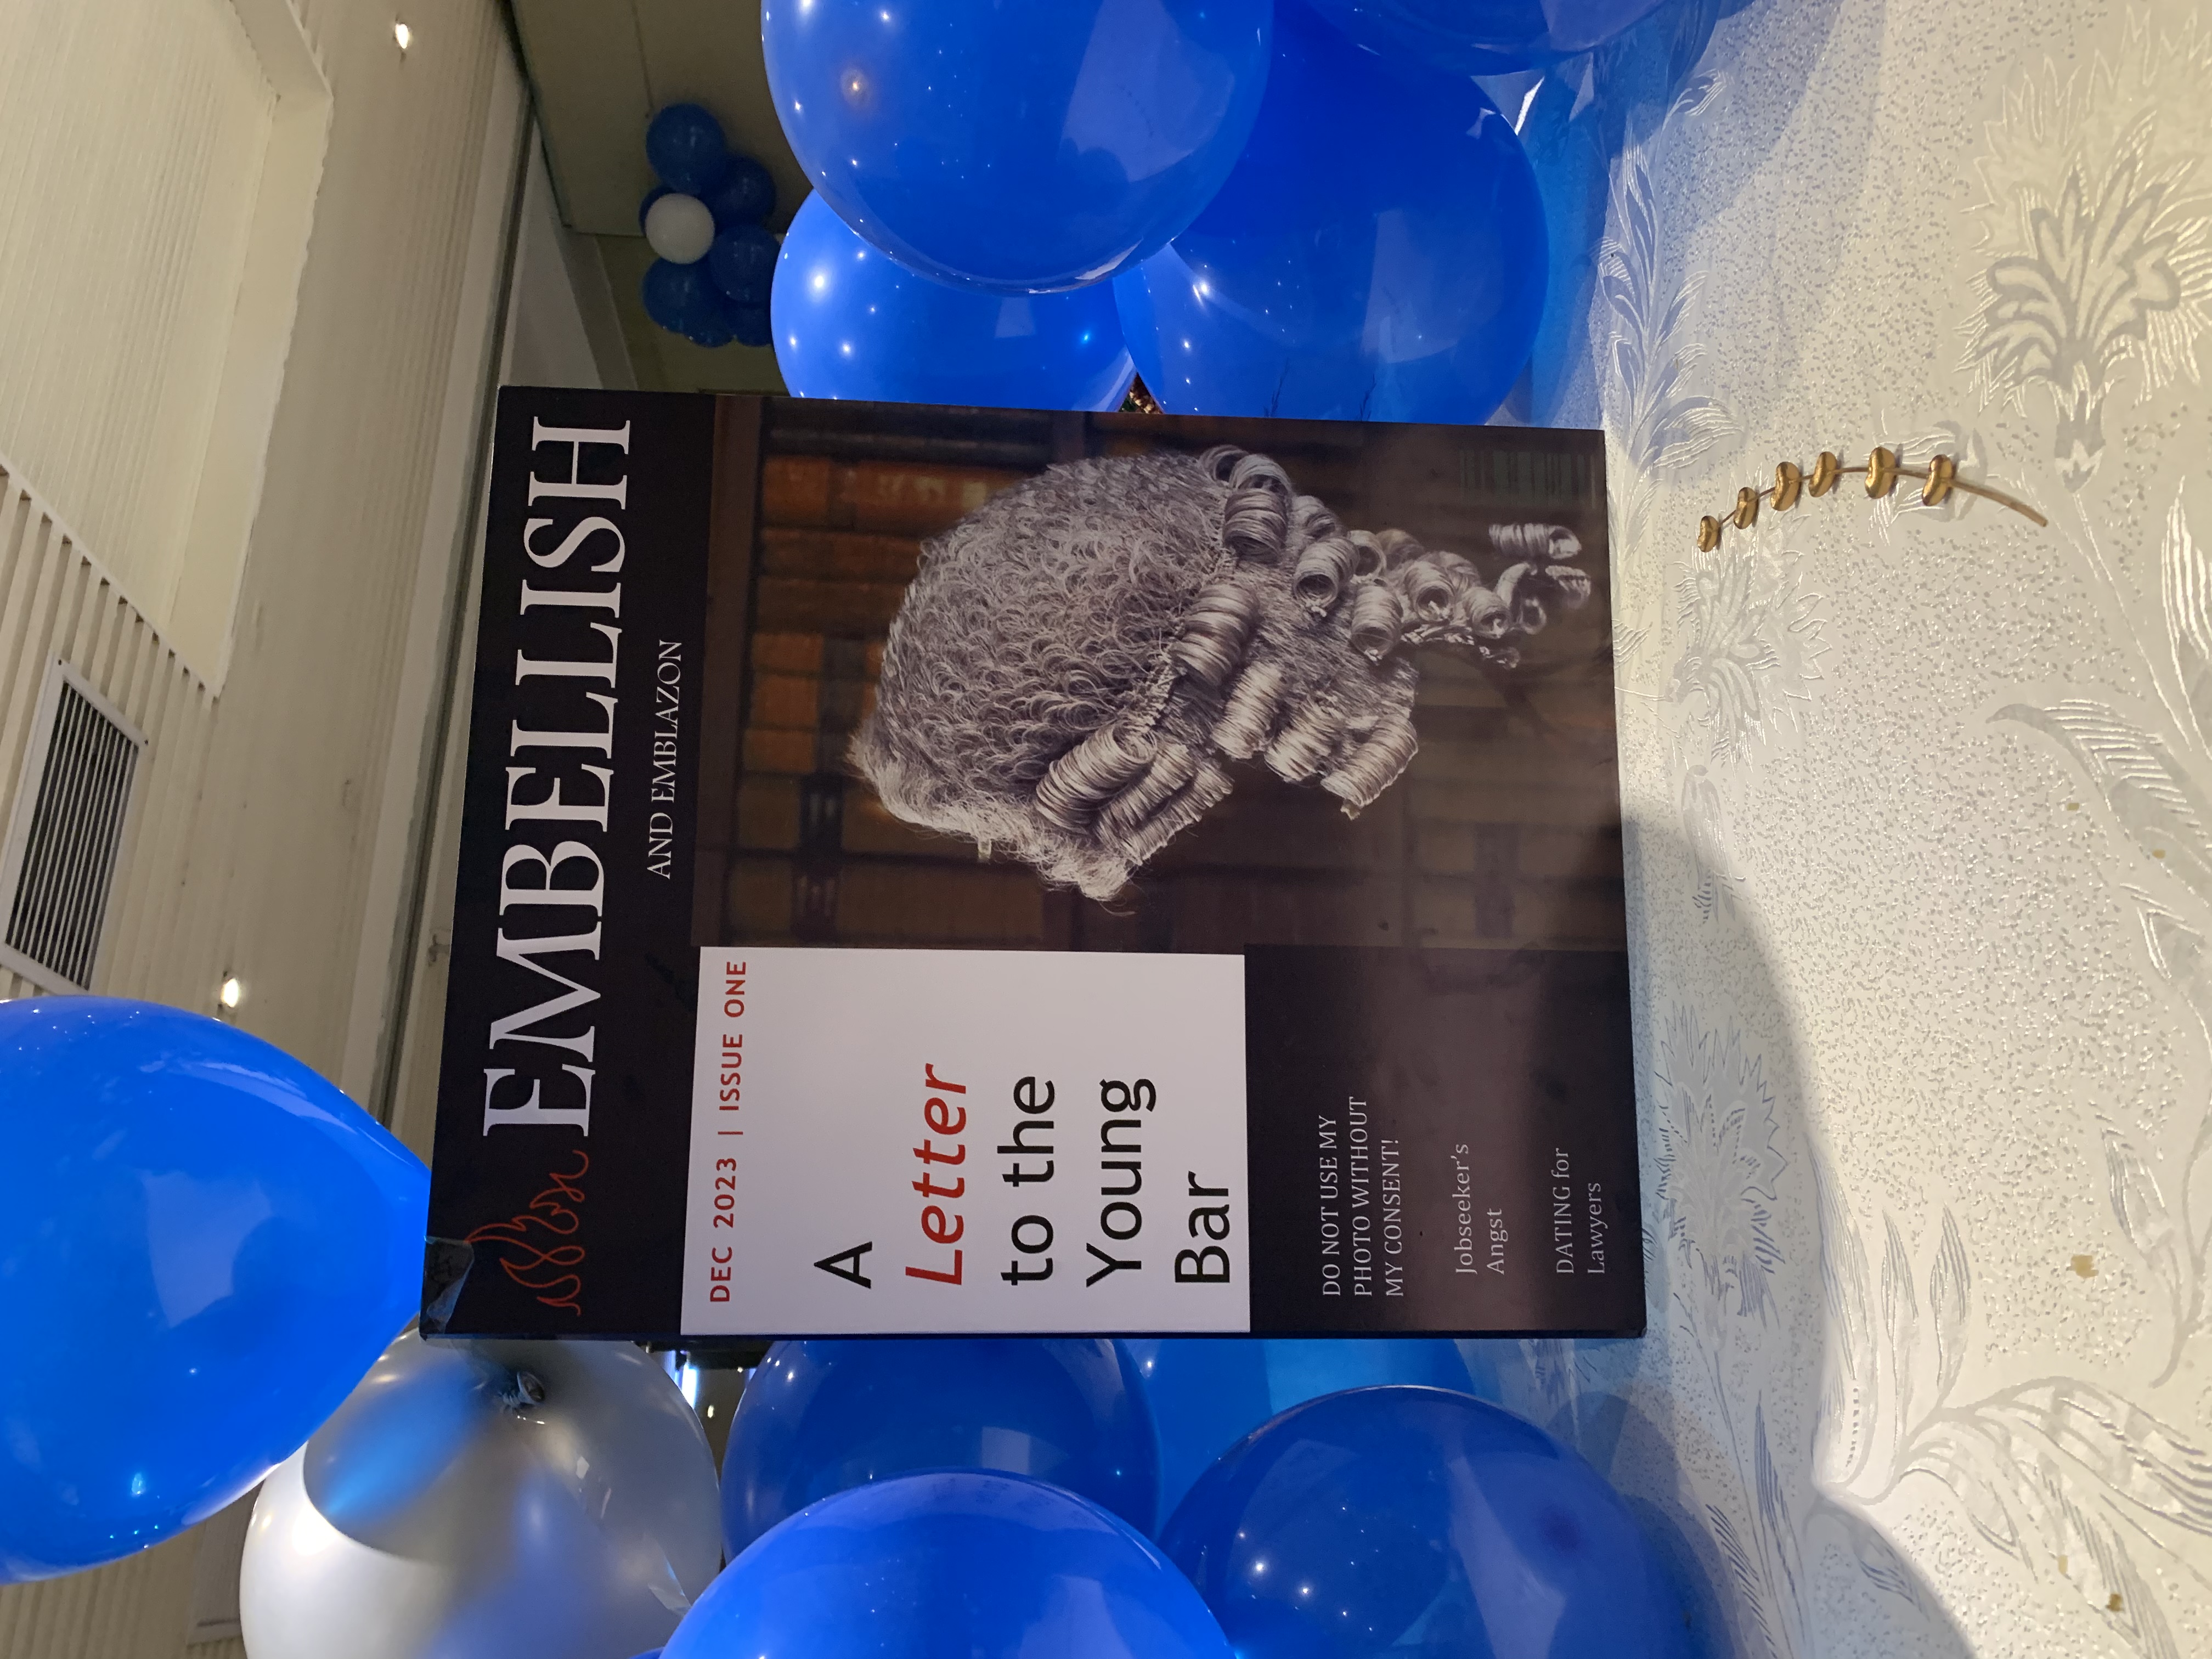 EMBELLISH
AND EMBLAZON
DEC 2023 | ISSUE ONE
A
Letter
to the
Young
Bar
DO NOT USE MY
PHOTO WITHOUT
MY CONSENT!
Jobseeker's
Angst
DATING for
Lawyers